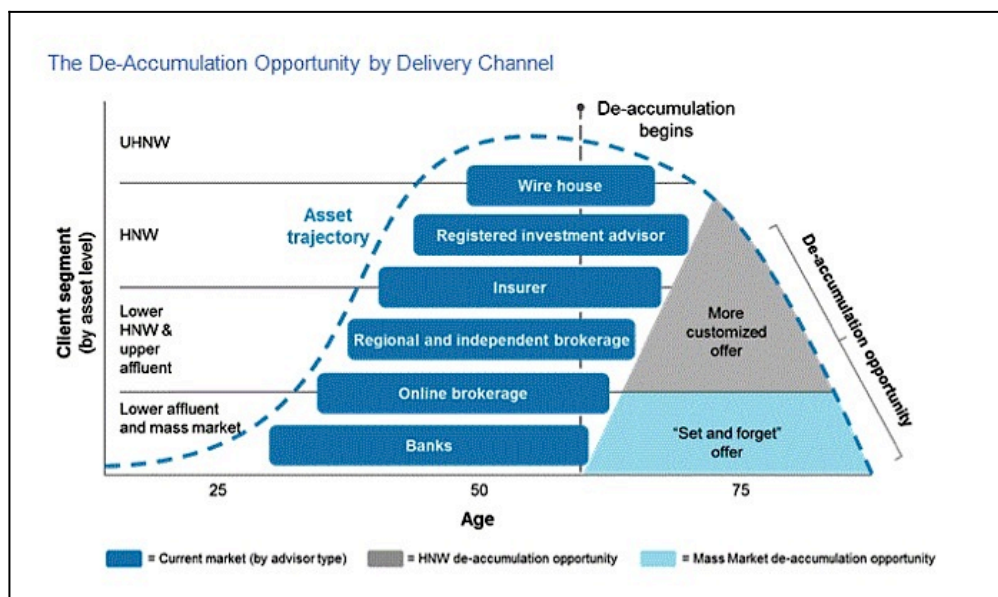 The De-Accumulation Opportunity by Delivery Channel
De-accumulation
begins
UHNW
Wire house
Asset
trajectory
HNW
Registered investment advisor
De-accumulation opportunity
Client segment
(by asset level)
Insurer
Lower
HNW &
upper
affluent
More
customized
offer
Regional and independent brokerage
Online brokerage
Lower affluent
and mass market
"Set and forget"
offer
Banks
25
50
75
Age
= Current market (by advisor type)
= HNW de-accumulation opportunity
= Mass Market de-accumulation opportunity